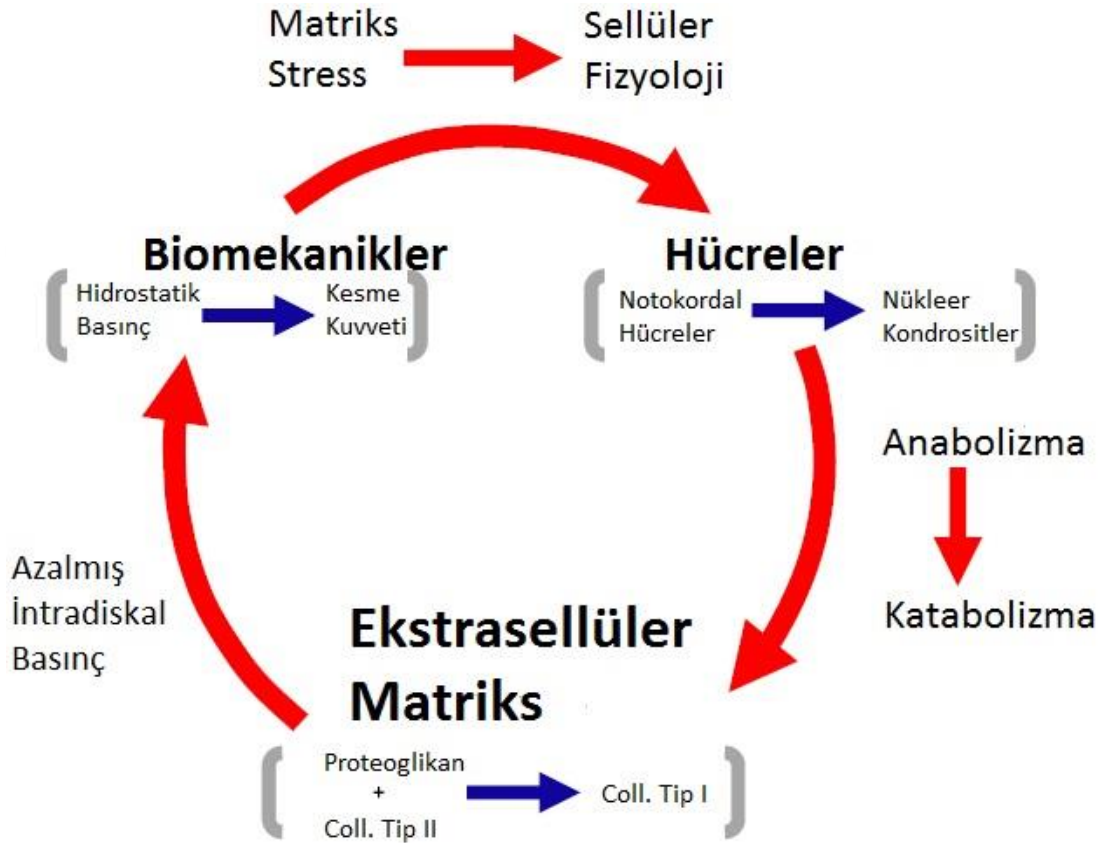 Matriks
Stress
Sellüler
Fizyoloji
Biomekanikler
Hidrostatik
Basınç
Kesme
Kuvveti
Hücreler
Notokordal
Hücreler
Nükleer
Kondrositler
Anabolizma
Katabolizma
Azalmış
İntradiskal
Basınç
Ekstrasellüler
Matriks
Proteoglikan
+
Coll. Tip II
Coll. Tip I